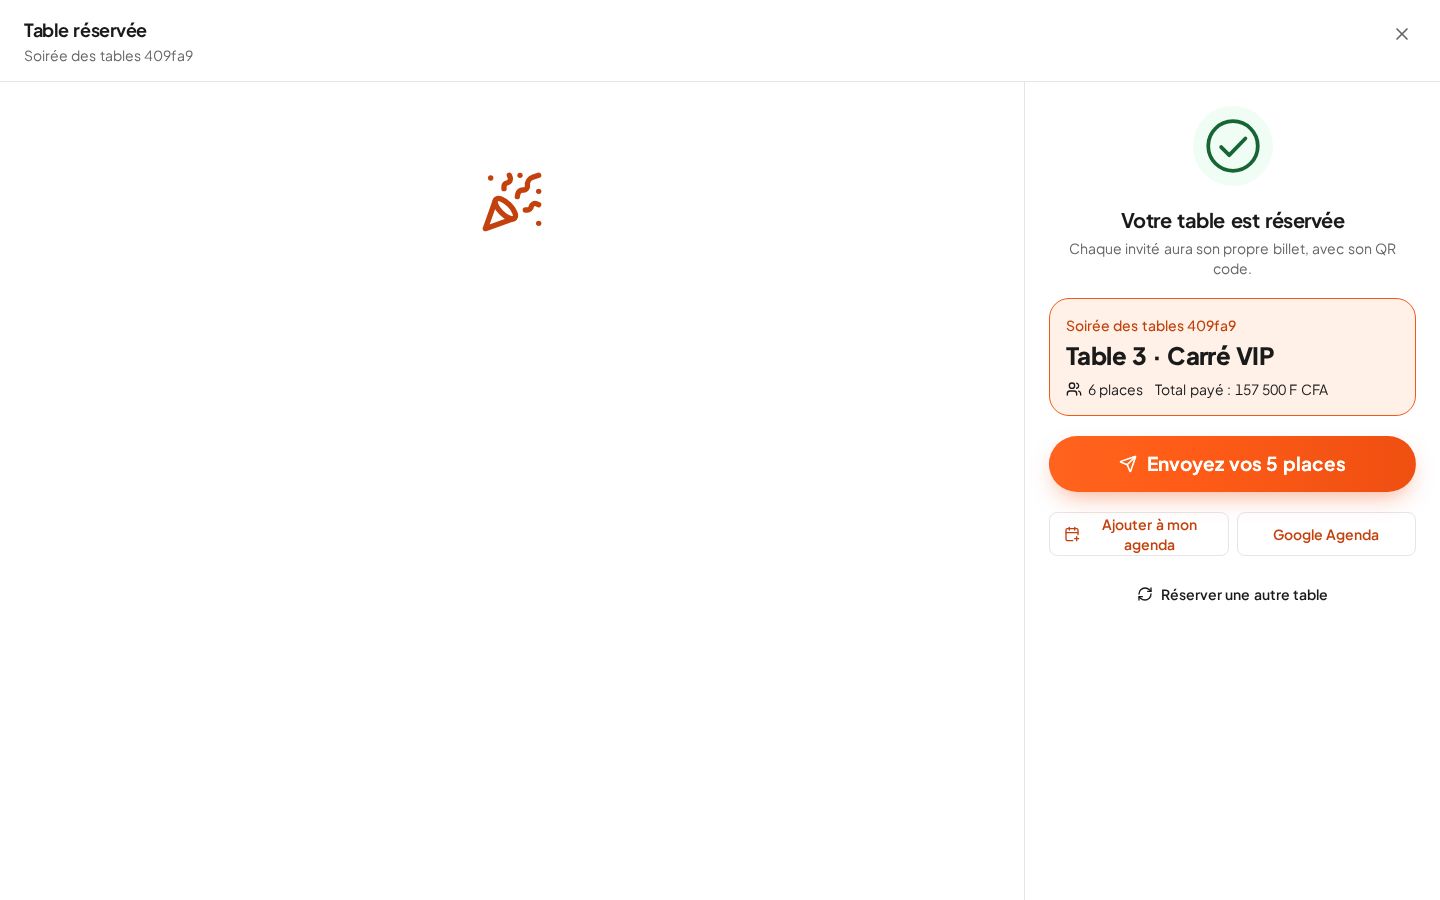 Table réservée
Soirée des tables 409fa9
Votre table est réservée
Chaque invité aura son propre billet, avec son QR
code.
Soirée des tables 409fa9
Table 3 · Carré VIP
6 places Total payé : 157 500 F CFA
Envoyez vos 5 places
Ajouter à mon
agenda
Google Agenda
Réserver une autre table